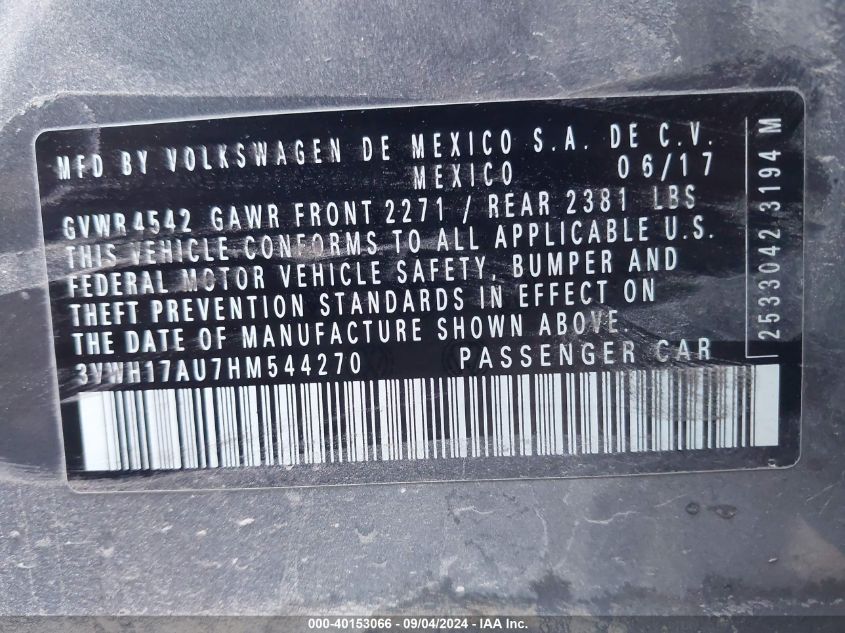 MFD BY VOLKSWAGEN DE MEXICO S.A. DE C.V.
MEXICO 06/17
GVWR4542 GAWR FRONT 2271 / REAR 2381 LBS
THIS VEHICLE CONFORMS TO ALL APPLICABLE U.S.
FEDERAL MOTOR VEHICLE SAFETY, BUMPER AND
THEFT PREVENTION STANDARDS IN EFFECT ON
THE DATE OF MANUFACTURE SHOWN ABOVE.
3VWH17AU7HM544270 PASSENGER CAR
2533042 3194 M
000-40153066 - 09/04/2024 - IAA Inc.